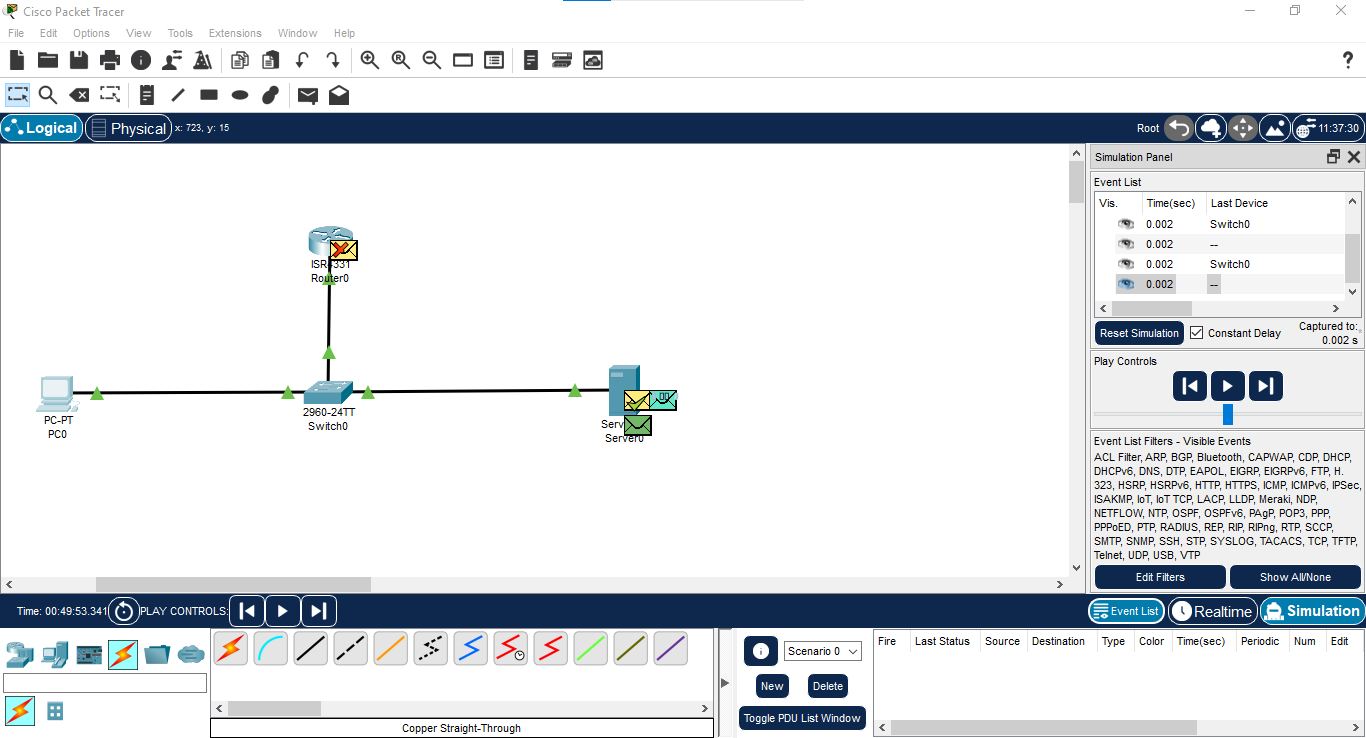 Cisco Packet Tracer
File Edit Options View Tools Extensions Window Help
Logical Physical x: 723, y: 15 Root 11:37:30
Simulation Panel
Event List
Vis. Time(sec) Last Device
0.002 Switch0
0.002 --
0.002 Switch0
0.002 --
Reset Simulation Constant Delay Captured to:
0.002 s
Play Controls
Event List Filters - Visible Events
ACL Filter, ARP, BGP, Bluetooth, CAPWAP, CDP, DHCP,
DHCPv6, DNS, DTP, EAPOL, EIGRP, EIGRPv6, FTP, H.
323, HSRP, HSRPv6, HTTP, HTTPS, ICMP, ICMPv6, IPSec,
ISAKMP, IoT, IoT TCP, LACP, LLDP, Meraki, NDP,
NETFLOW, NTP, OSPF, OSPFv6, PAgP, POP3, PPP,
PPPoED, PTP, RADIUS, REP, RIP, RIPng, RTP, SCCP,
SMTP, SNMP, SSH, STP, SYSLOG, TACACS, TCP, TFTP,
Telnet, UDP, USB, VTP
Edit Filters Show All/None
Router0
PC-PT
PC0
2960-24TT
Switch0
Server0
Time: 00:49:53.341 PLAY CONTROLS:
Event List Realtime Simulation
Copper Straight-Through
Scenario 0
New Delete
Toggle PDU List Window
Fire Last Status Source Destination Type Color Time(sec) Periodic Num Edit